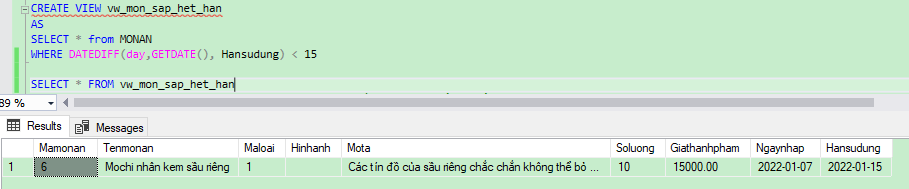 CREATE VIEW vw_mon_sap_het_han
AS
SELECT * from MONAN
WHERE DATEDIFF(day,GETDATE(), Hansudung) < 15
SELECT * FROM vw_mon_sap_het_han
89 %
Results Messages
Mamonan Tenmonan Maloai Hinhanh Mota Soluong Giathanhpham Ngaynhap Hansudung
1 6 Mochi nhân kem sầu riêng 1 Các tín đồ của sầu riêng chắc chắn không thể bỏ ... 10 15000.00 2022-01-07 2022-01-15